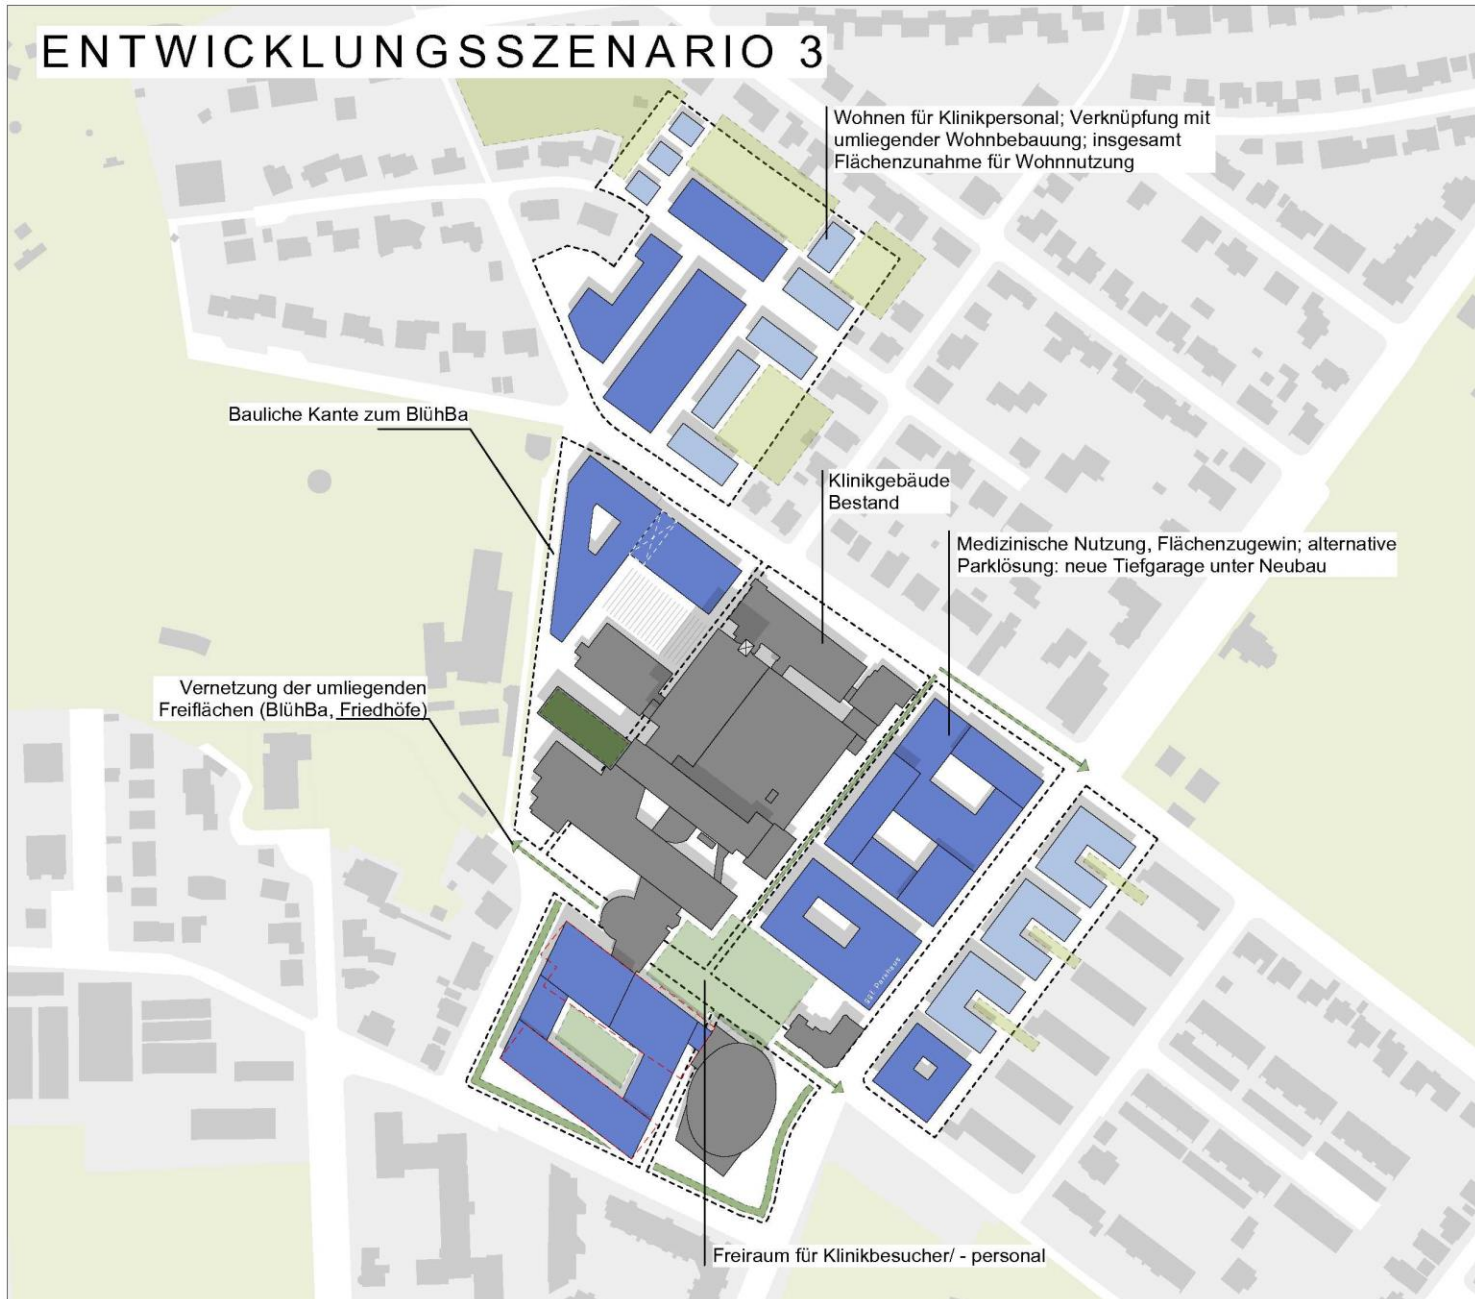 ENTWICKLUNGSSZENARIO 3
Wohnen für Klinikpersonal; Verknüpfung mit
umliegender Wohnbebauung; insgesamt
Flächenzunahme für Wohnnutzung
Bauliche Kante zum BlühBa
Klinikgebäude
Bestand
Medizinische Nutzung, Flächenzugewin; alternative
Parklösung: neue Tiefgarage unter Neubau
Vernetzung der umliegenden
Freiflächen (BlühBa, Friedhöfe)
ggf. Parkhaus
Freiraum für Klinikbesucher/ - personal